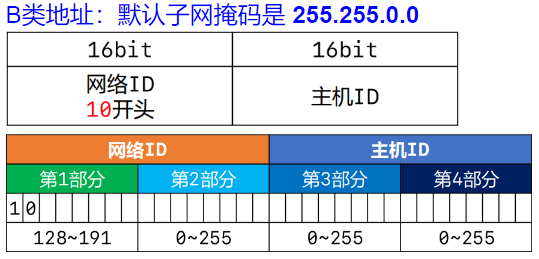 B类地址：默认子网掩码是 255.255.0.0
16bit 16bit
网络ID 主机ID
10开头
网络ID 主机ID
第1部分 第2部分 第3部分 第4部分
1 0
128~191 0~255 0~255 0~255